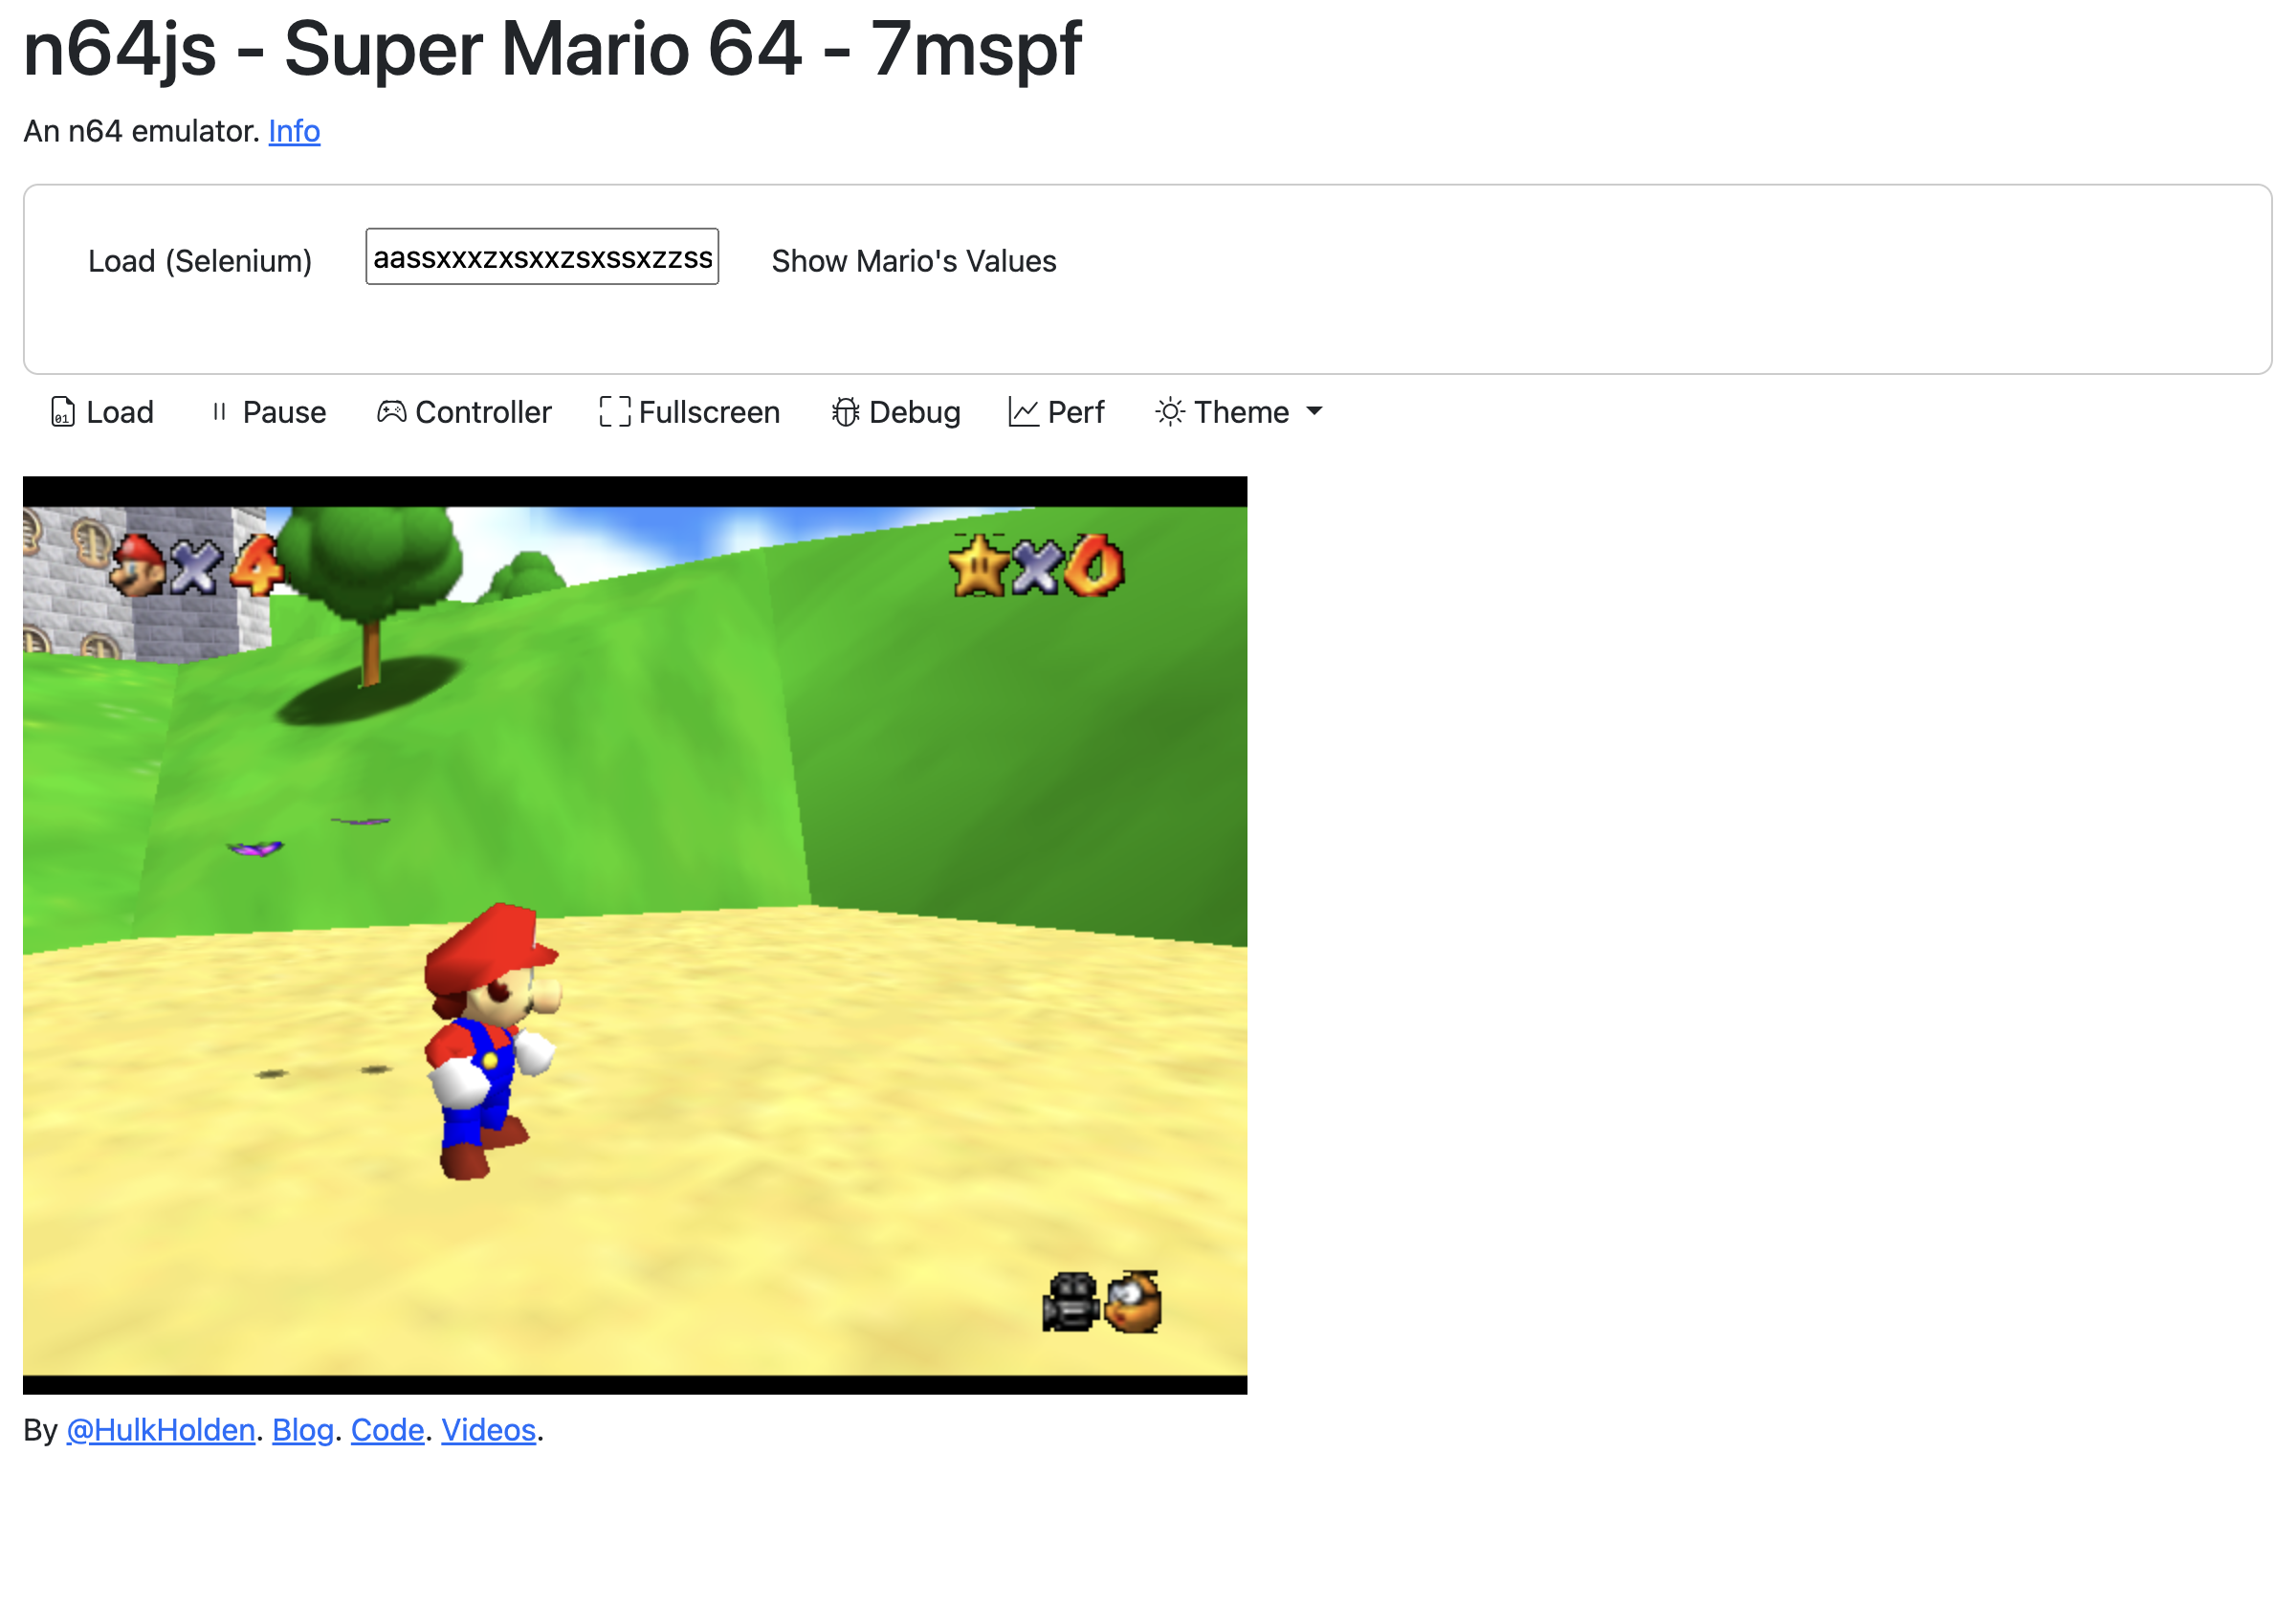 n64js - Super Mario 64 - 7mspf
An n64 emulator. Info
Load (Selenium) aassxxxzxsxxzsxssxzzss Show Mario's Values
Load Pause Controller Fullscreen Debug Perf Theme
4 0
By @HulkHolden. Blog. Code. Videos.